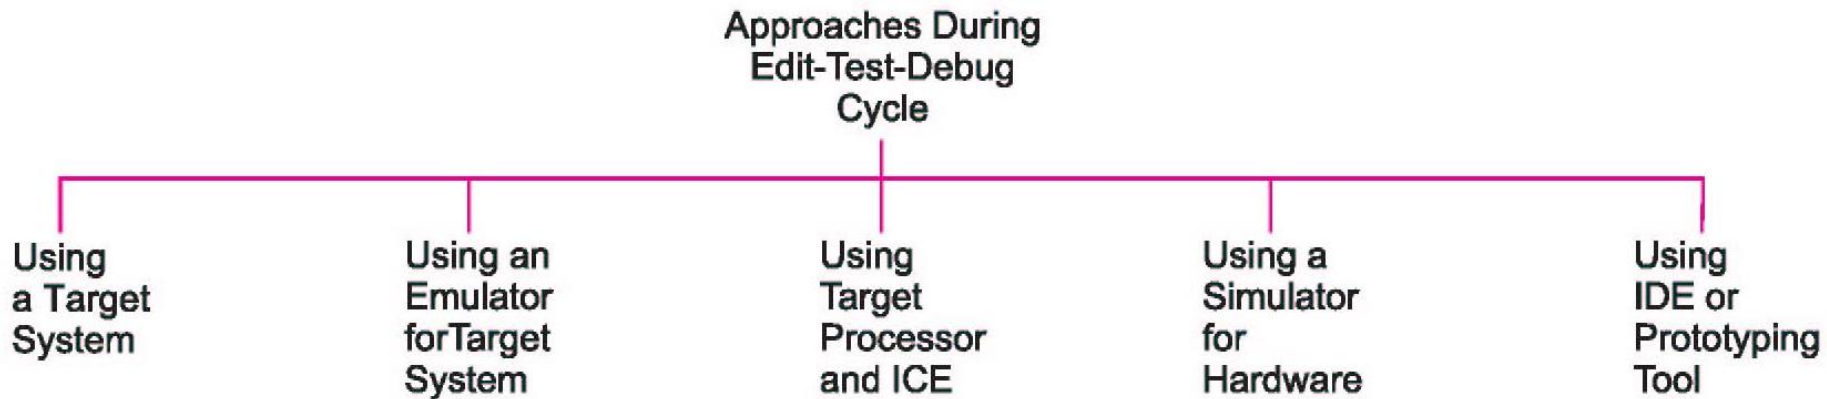 Approaches During
Edit-Test-Debug
Cycle
Using
a Target
System
Using an
Emulator
forTarget
System
Using
Target
Processor
and ICE
Using a
Simulator
for
Hardware
Using
IDE or
Prototyping
Tool